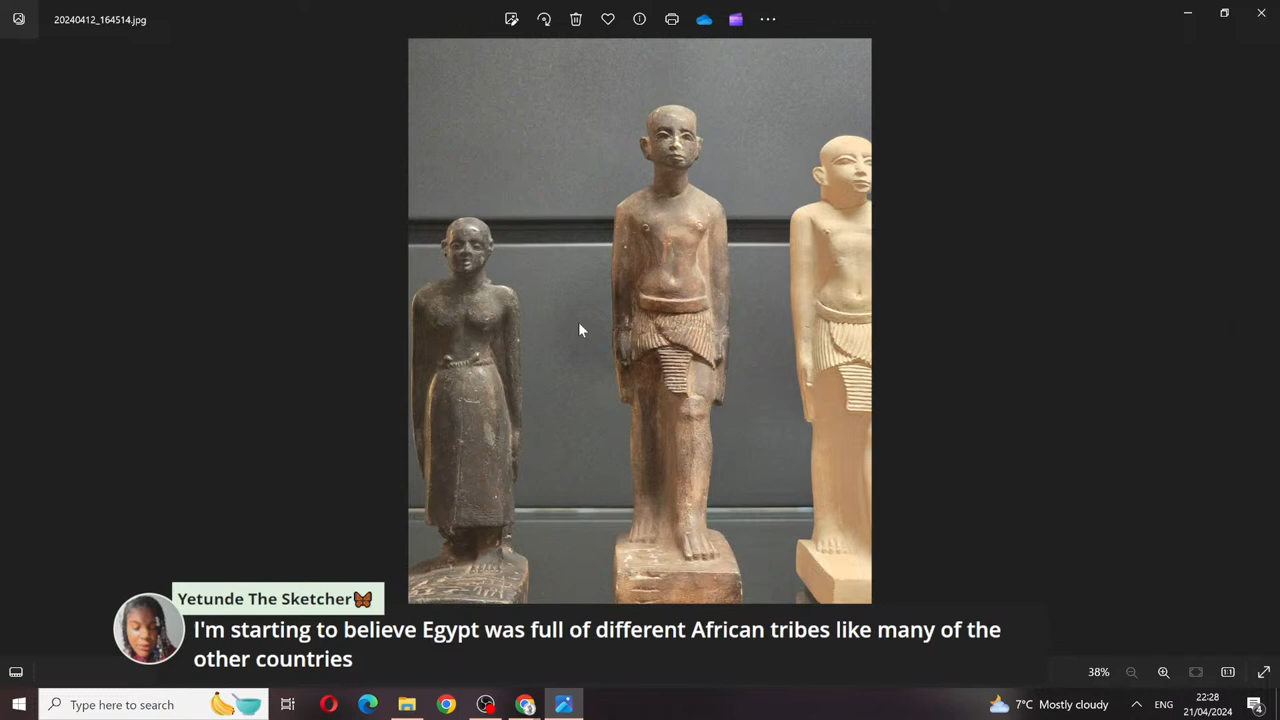 20240412_164514.jpg
Yetunde The Sketcher🦋
I'm starting to believe Egypt was full of different African tribes like many of the
other countries
38%
Type here to search
7°C Mostly cloudy
ENG
22:28
21/04/2024
4